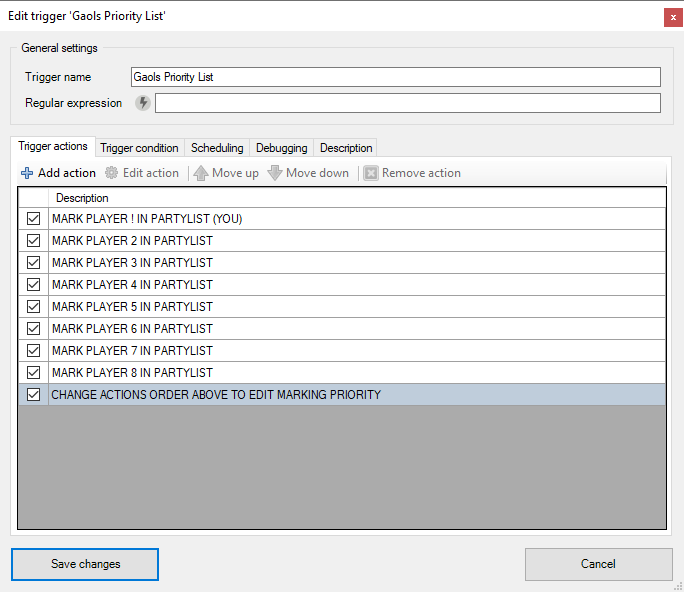 Edit trigger 'Gaols Priority List'
x
General settings
Trigger name
Gaols Priority List
Regular expression
Trigger actions Trigger condition Scheduling Debugging Description
Add action Edit action Move up Move down Remove action
Description
MARK PLAYER ! IN PARTYLIST (YOU)
MARK PLAYER 2 IN PARTYLIST
MARK PLAYER 3 IN PARTYLIST
MARK PLAYER 4 IN PARTYLIST
MARK PLAYER 5 IN PARTYLIST
MARK PLAYER 6 IN PARTYLIST
MARK PLAYER 7 IN PARTYLIST
MARK PLAYER 8 IN PARTYLIST
CHANGE ACTIONS ORDER ABOVE TO EDIT MARKING PRIORITY
Save changes Cancel